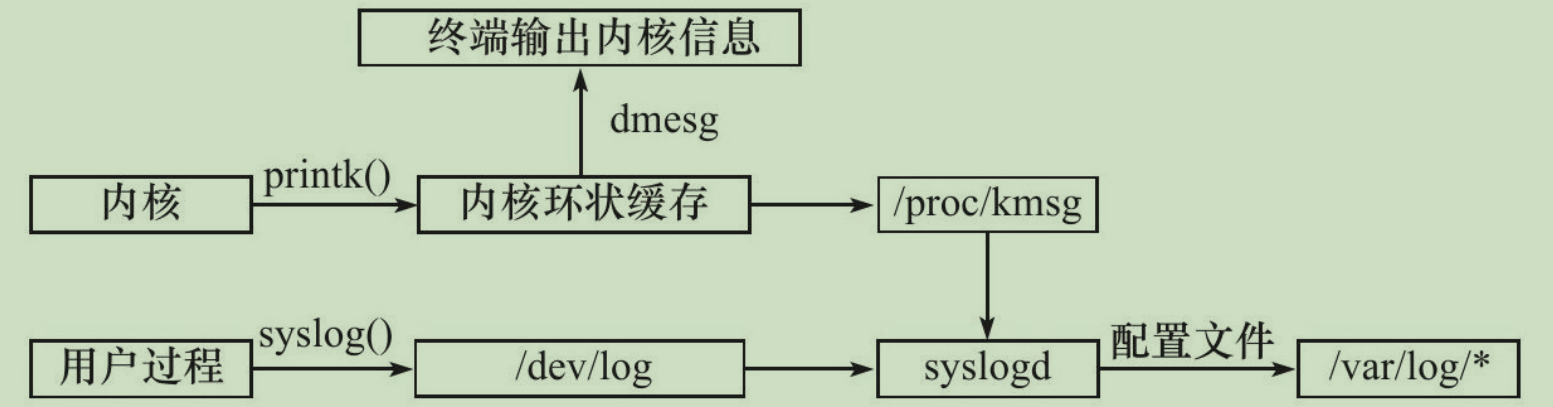 终端输出内核信息
dmesg
内核
printk()
内核环状缓存
/proc/kmsg
用户过程
syslog()
/dev/log
syslogd
配置文件
/var/log/*